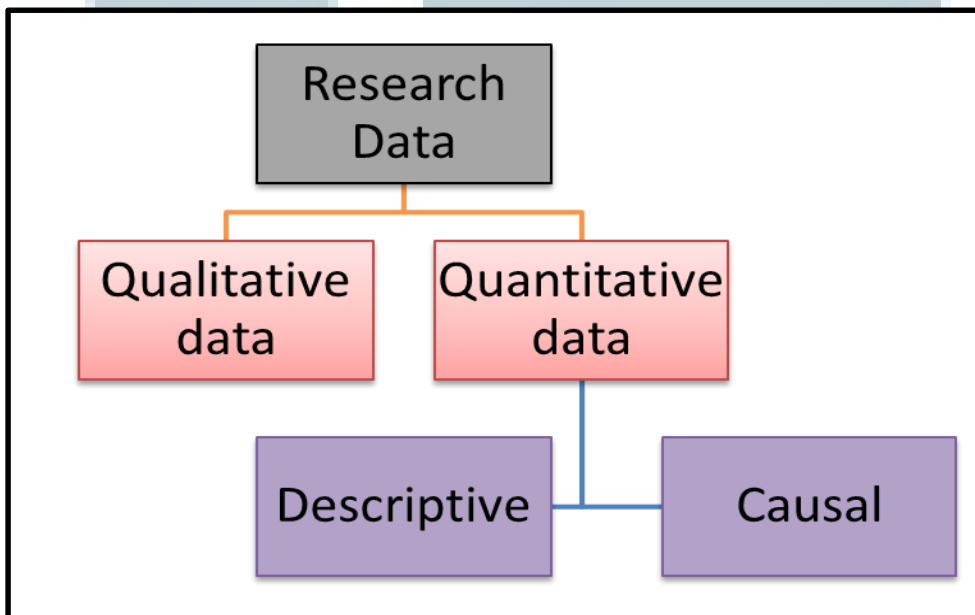 Research
Data
Qualitative
data
Quantitative
data
Descriptive
Causal